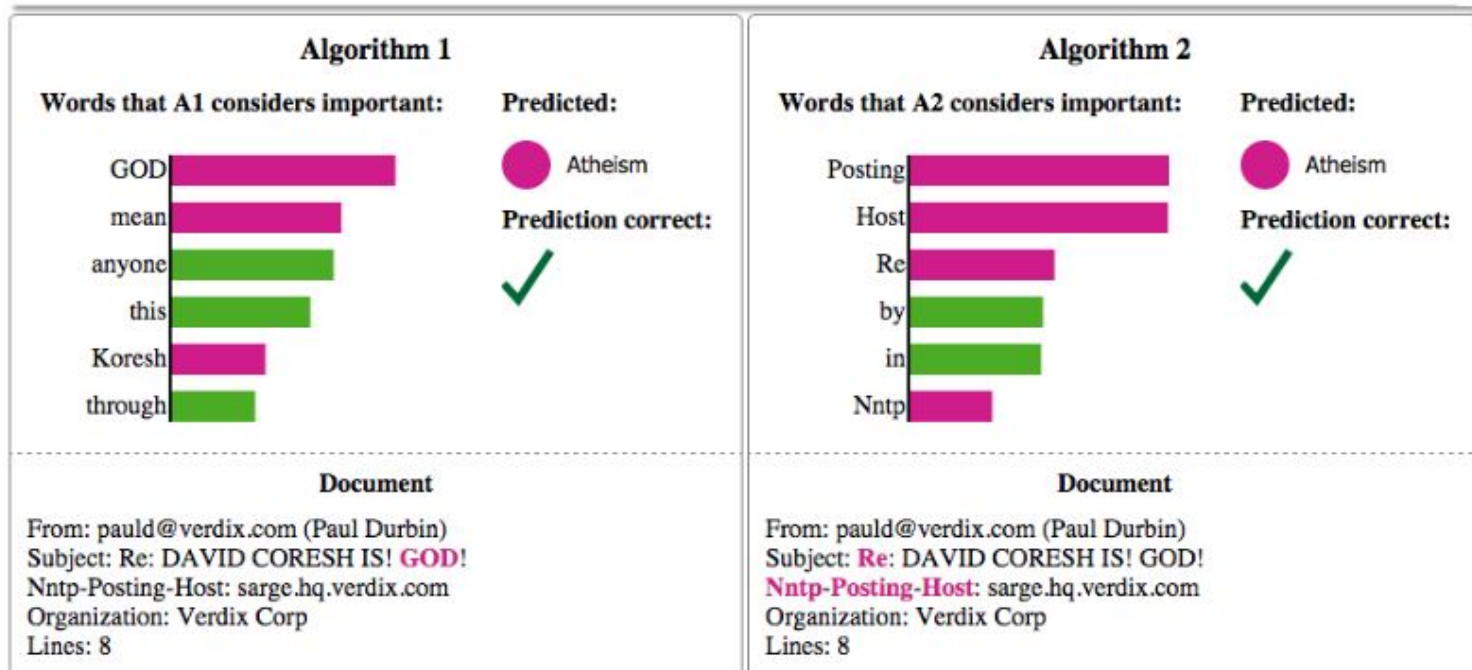 Algorithm 1
Words that A1 considers important:
Predicted:
GOD
mean
anyone
this
Koresh
through
Atheism
Prediction correct:
Document
From: pauld@verdix.com (Paul Durbin)
Subject: Re: DAVID CORESH IS! GOD!
Nntp-Posting-Host: sarge.hq.verdix.com
Organization: Verdix Corp
Lines: 8
Algorithm 2
Words that A2 considers important:
Predicted:
Posting
Host
Re
by
in
Nntp
Atheism
Prediction correct:
Document
From: pauld@verdix.com (Paul Durbin)
Subject: Re: DAVID CORESH IS! GOD!
Nntp-Posting-Host: sarge.hq.verdix.com
Organization: Verdix Corp
Lines: 8